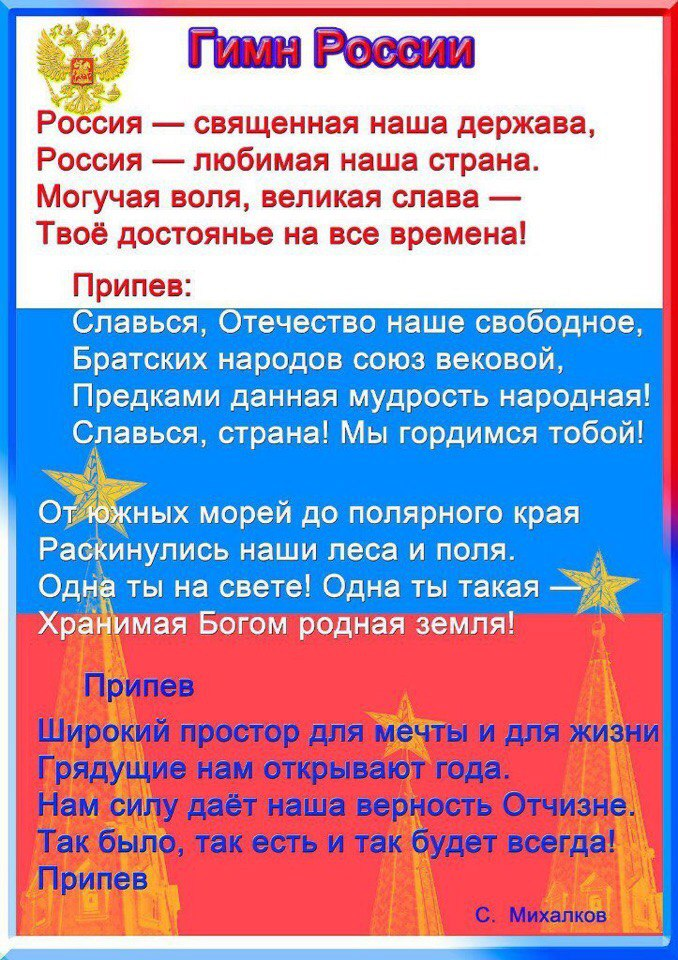 Гимн России
Россия — священная наша держава,
Россия — любимая наша страна.
Могучая воля, великая слава —
Твоё достоянье на все времена!
Припев:
Славься, Отечество наше свободное,
Братских народов союз вековой,
Предками данная мудрость народная!
Славься, страна! Мы гордимся тобой!
От южных морей до полярного края
Раскинулись наши леса и поля.
Одна ты на свете! Одна ты такая —
Хранимая Богом родная земля!
Припев
Широкий простор для мечты и для жизни
Грядущие нам открывают года.
Нам силу даёт наша верность Отчизне.
Так было, так есть и так будет всегда!
Припев
С. Михалков